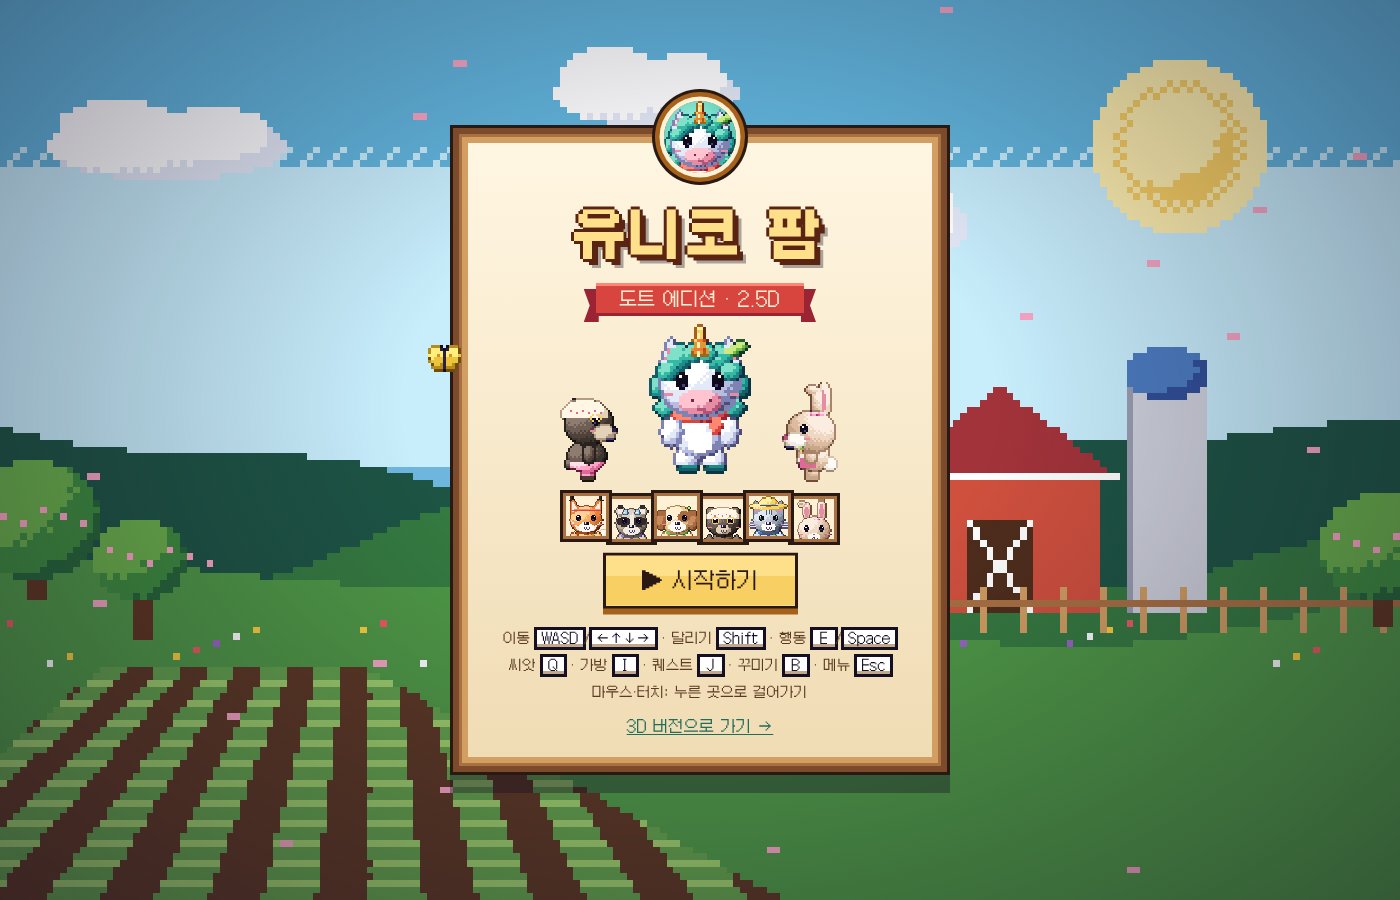 유니코 팜
도트 에디션 · 2.5D
▶ 시작하기
이동 WASD/←↑↓→ · 달리기 Shift · 행동 E/Space
씨앗 Q · 가방 I · 퀘스트 J · 꾸미기 B · 메뉴 Esc
마우스·터치: 누른 곳으로 걸어가기
3D 버전으로 가기 →